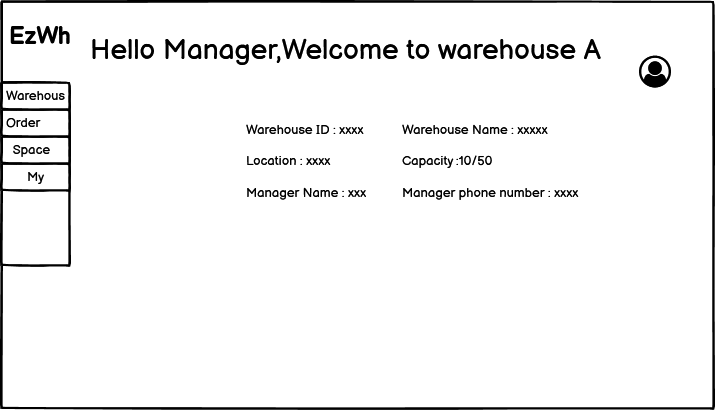 EzWh
Hello Manager,Welcome to warehouse A
Warehous
Order
Space
My
Warehouse ID : xxxx
Warehouse Name : xxxxx
Location : xxxx
Capacity :10/50
Manager Name : xxx
Manager phone number : xxxx